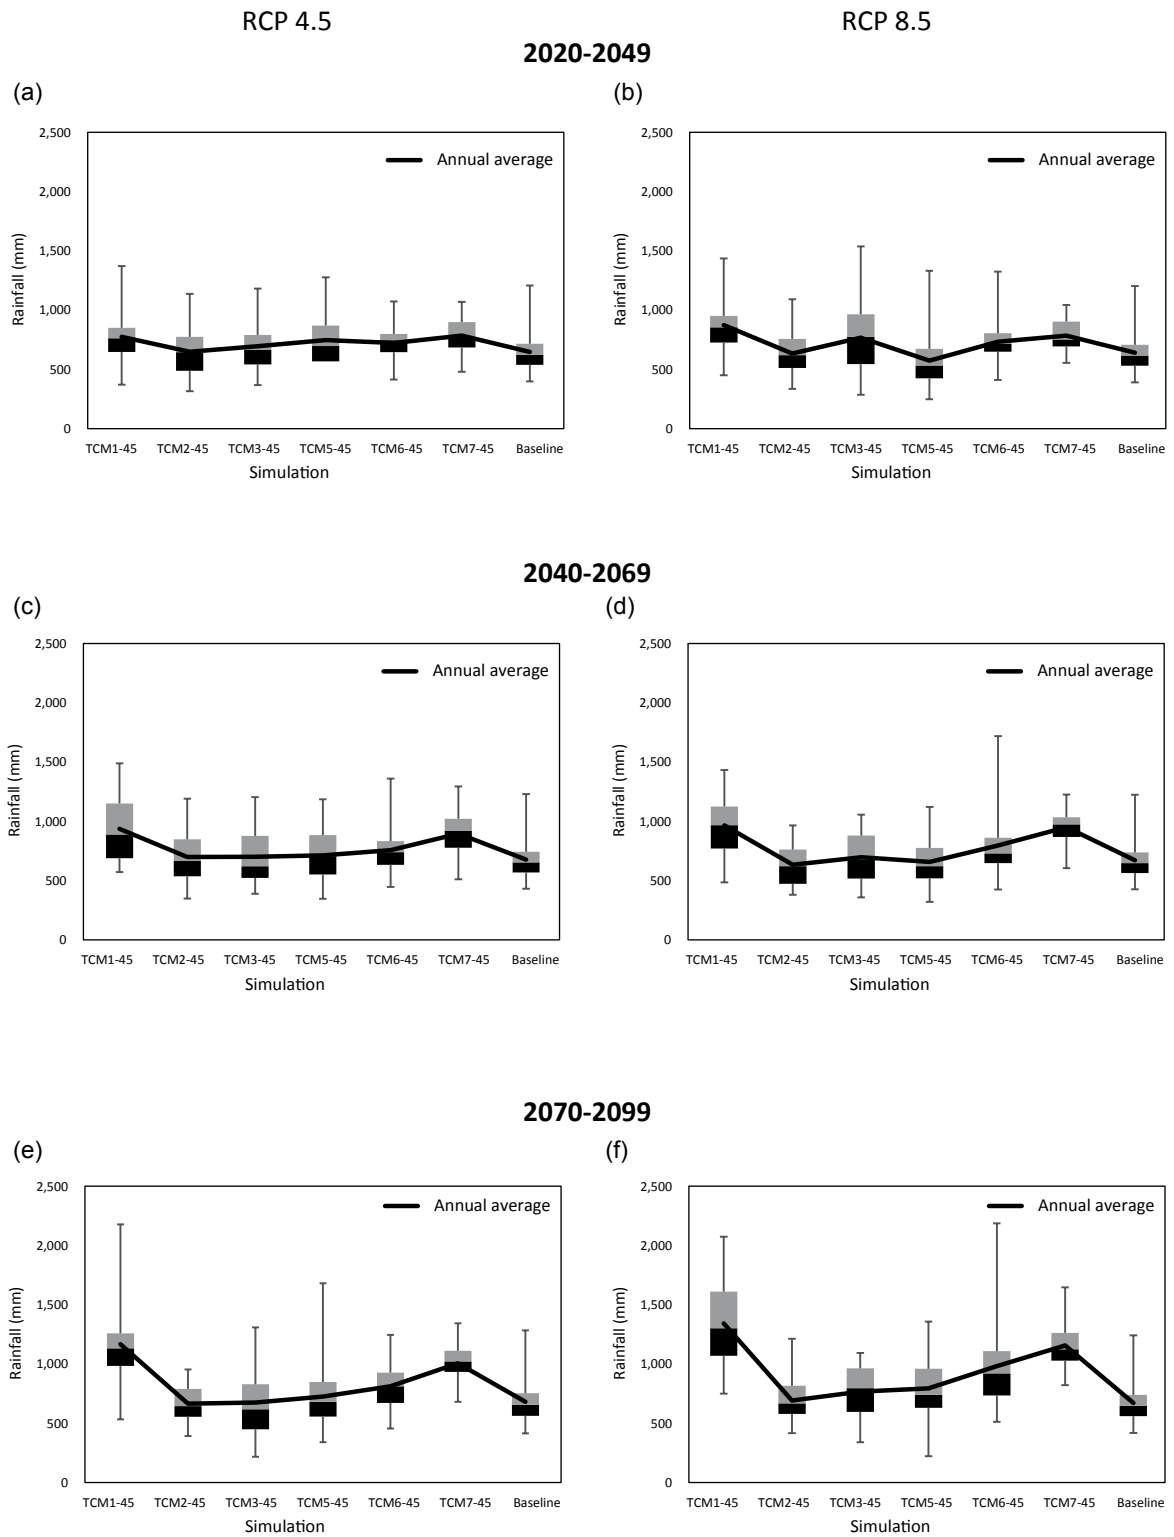 RCP 4.5
RCP 8.5
2020-2049
(a)
(b)
2,500
2,000
1,500
1,000
500
0
Rainfall (mm)
Annual average
TCM1-45 TCM2-45 TCM3-45 TCM5-45 TCM6-45 TCM7-45 Baseline
Simulation
2,500
2,000
1,500
1,000
500
0
Rainfall (mm)
Annual average
TCM1-45 TCM2-45 TCM3-45 TCM5-45 TCM6-45 TCM7-45 Baseline
Simulation
2040-2069
(c)
(d)
2,500
2,000
1,500
1,000
500
0
Rainfall (mm)
Annual average
TCM1-45 TCM2-45 TCM3-45 TCM5-45 TCM6-45 TCM7-45 Baseline
Simulation
2,500
2,000
1,500
1,000
500
0
Rainfall (mm)
Annual average
TCM1-45 TCM2-45 TCM3-45 TCM5-45 TCM6-45 TCM7-45 Baseline
Simulation
2070-2099
(e)
(f)
2,500
2,000
1,500
1,000
500
0
Rainfall (mm)
Annual average
TCM1-45 TCM2-45 TCM3-45 TCM5-45 TCM6-45 TCM7-45 Baseline
Simulation
2,500
2,000
1,500
1,000
500
0
Rainfall (mm)
Annual average
TCM1-45 TCM2-45 TCM3-45 TCM5-45 TCM6-45 TCM7-45 Baseline
Simulation